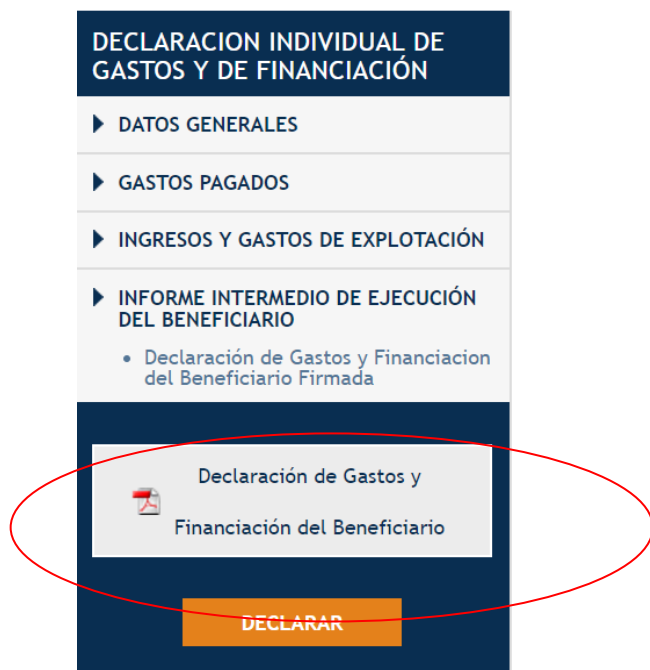 DECLARACION INDIVIDUAL DE
GASTOS Y DE FINANCIACIÓN
DATOS GENERALES
GASTOS PAGADOS
INGRESOS Y GASTOS DE EXPLOTACIÓN
INFORME INTERMEDIO DE EJECUCIÓN
DEL BENEFICIARIO
• Declaración de Gastos y Financiacion
del Beneficiario Firmada
Declaración de Gastos y
Financiación del Beneficiario
DECLARAR